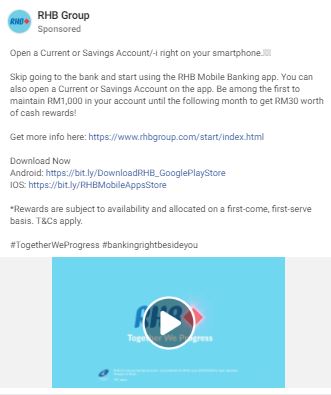 RHB
RHB Group
Sponsored
Open a Current or Savings Account/-i right on your smartphone.
Skip going to the bank and start using the RHB Mobile Banking app. You can
also open a Current or Savings Account on the app. Be among the first to
maintain RM1,000 in your account until the following month to get RM30 worth
of cash rewards!
Get more info here: https://www.rhbgroup.com/start/index.html
Download Now
Android: https://bit.ly/DownloadRHB_GooglePlayStore
IOS: https://bit.ly/RHBMobileAppsStore
*Rewards are subject to availability and allocated on a first-come, first-serve
basis. T&Cs apply.
#TogetherWeProgress #bankingrightbesideyou
RHB
Together We Progress